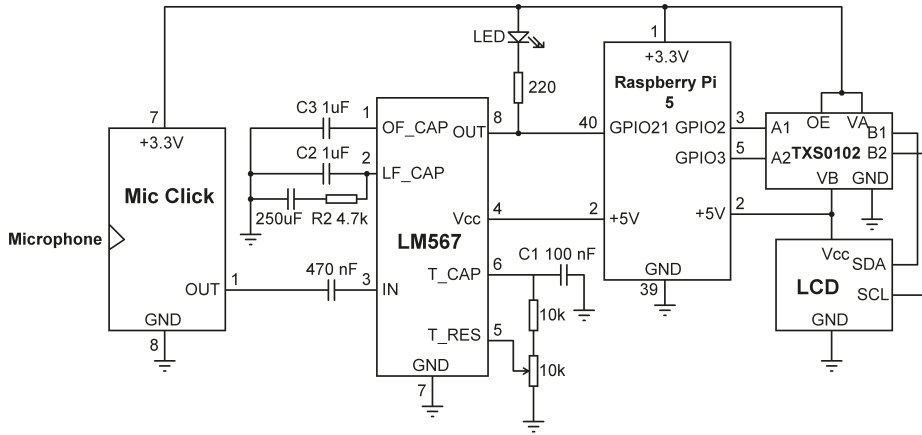 LED
1
+3.3V
Raspberry Pi
5
220
7
+3.3V
Mic Click
Microphone
OUT
1
GND
8
C3 1uF
1
C2 1uF
2
250uF
R2 4.7k
470 nF
3
OF_CAP
OUT
8
LF_CAP
Vcc
4
LM567
T_CAP
6
IN
T_RES
5
GND
7
C1 100 nF
10k
10k
40
GPIO21
GPIO2
3
GPIO3
5
2
+5V
+5V
2
GND
39
OE
VA
A1
B1
TXS0102
A2
B2
VB
GND
Vcc
SDA
LCD
SCL
GND